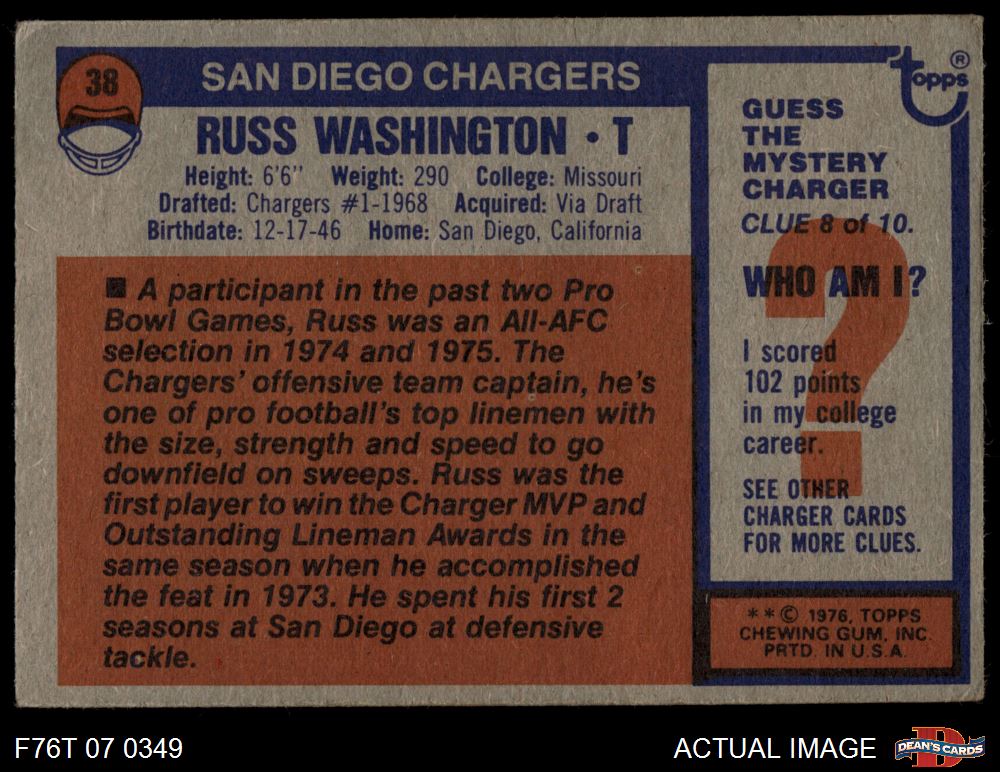 38
SAN DIEGO CHARGERS
RUSS WASHINGTON • T
Height: 6'6" Weight: 290 College: Missouri
Drafted: Chargers #1-1968 Acquired: Via Draft
Birthdate: 12-17-46 Home: San Diego, California
■ A participant in the past two Pro
Bowl Games, Russ was an All-AFC
selection in 1974 and 1975. The
Chargers' offensive team captain, he's
one of pro football's top linemen with
the size, strength and speed to go
downfield on sweeps. Russ was the
first player to win the Charger MVP and
Outstanding Lineman Awards in the
same season when he accomplished
the feat in 1973. He spent his first 2
seasons at San Diego at defensive
tackle.
topps®
GUESS
THE
MYSTERY
CHARGER
CLUE 8 of 10.
?
WHO AM I?
I scored
102 points
in my college
career.
SEE OTHER
CHARGER CARDS
FOR MORE CLUES.
**© 1976, TOPPS
CHEWING GUM, INC.
PRTD. IN U.S.A.
F76T 07 0349
ACTUAL IMAGE
D
DEAN'S CARDS